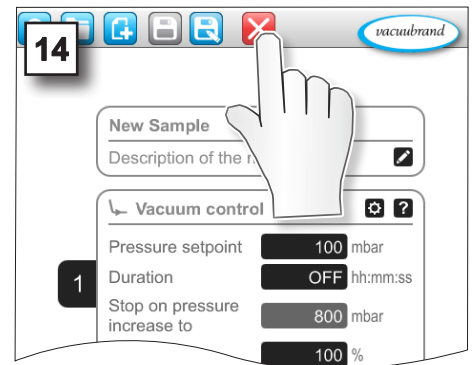 14
vacuubrand
New Sample
Description of the
Vacuum control
?
Pressure setpoint 100 mbar
1
Duration OFF hh:mm:ss
Stop on pressure
increase to 800 mbar
100 %